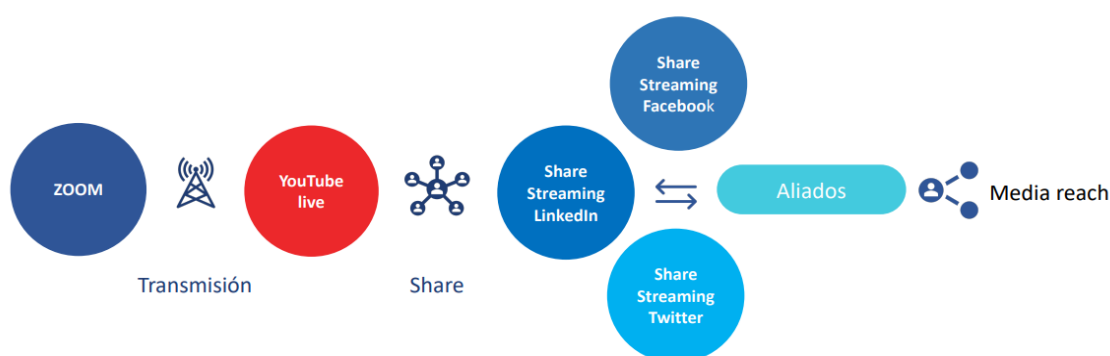 ZOOM
Transmisión
YouTube
live
Share
Share
Streaming
LinkedIn
Share
Streaming
Facebook
Share
Streaming
Twitter
Aliados
Media reach